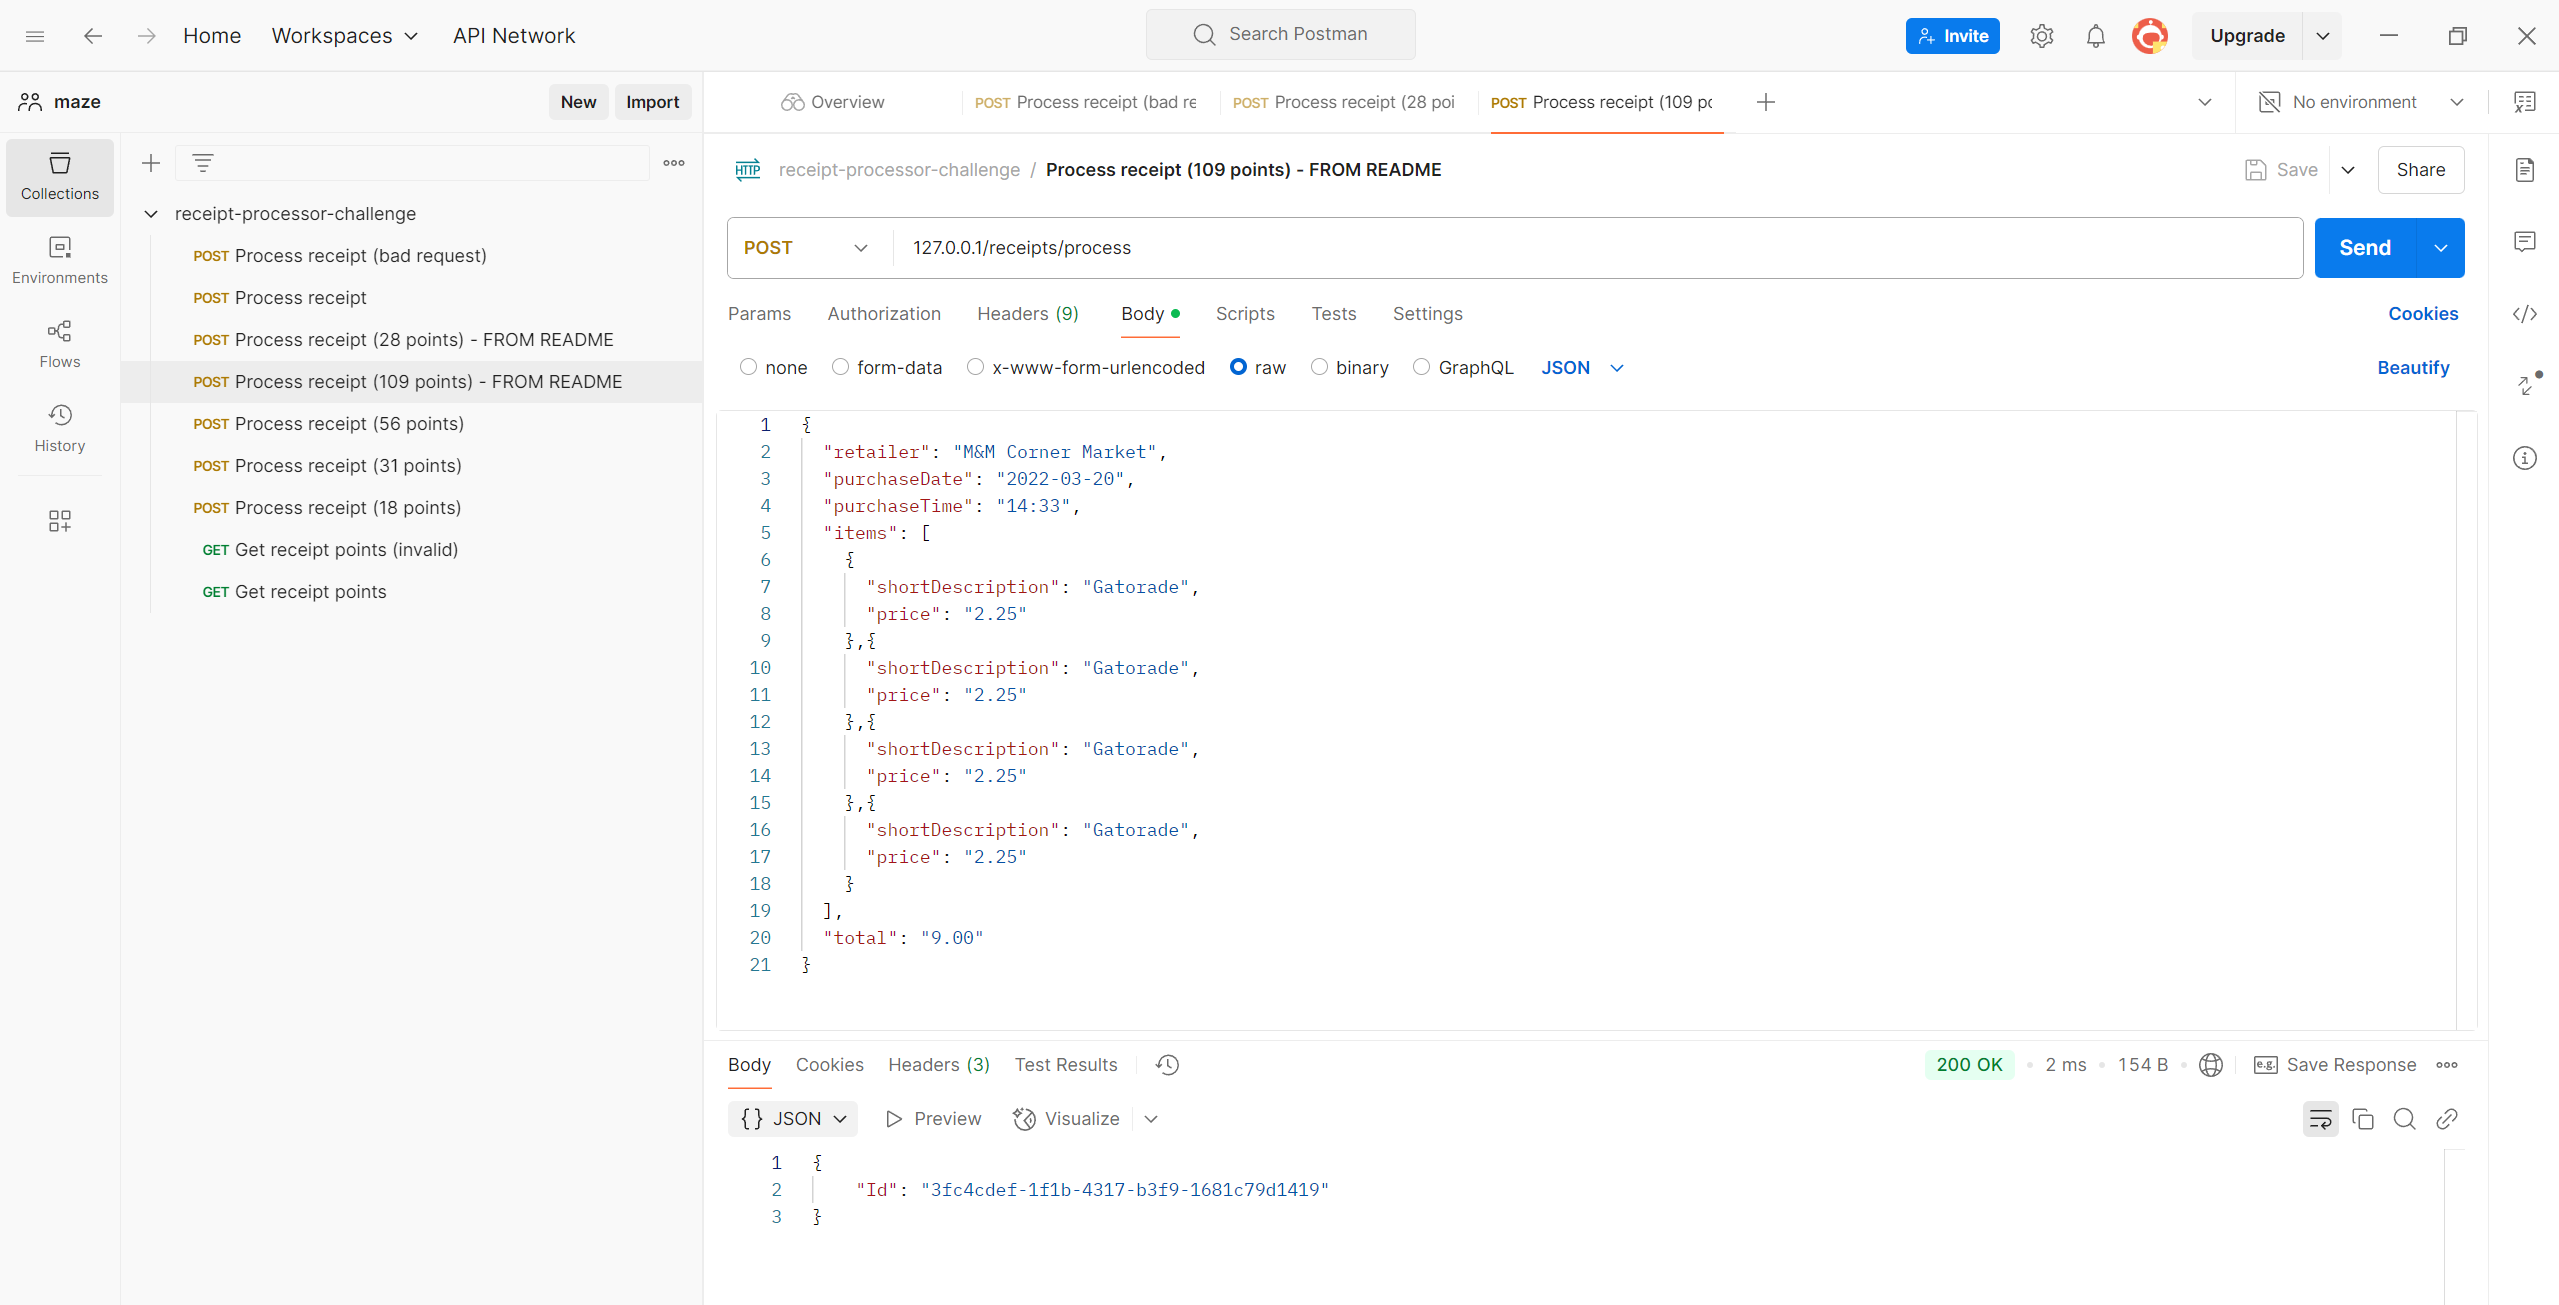 Home Workspaces API Network Search Postman Invite Upgrade
maze New Import
Overview POST Process receipt (bad re POST Process receipt (28 poi POST Process receipt (109 po No environment
Collections
Environments
Flows
History
receipt-processor-challenge
POST Process receipt (bad request)
POST Process receipt
POST Process receipt (28 points) - FROM README
POST Process receipt (109 points) - FROM README
POST Process receipt (56 points)
POST Process receipt (31 points)
POST Process receipt (18 points)
GET Get receipt points (invalid)
GET Get receipt points
HTTP receipt-processor-challenge / Process receipt (109 points) - FROM README Save Share
POST 127.0.0.1/receipts/process Send
Params Authorization Headers (9) Body Scripts Tests Settings Cookies
none form-data x-www-form-urlencoded raw binary GraphQL JSON Beautify
1 {
2 "retailer": "M&M Corner Market",
3 "purchaseDate": "2022-03-20",
4 "purchaseTime": "14:33",
5 "items": [
6 {
7 "shortDescription": "Gatorade",
8 "price": "2.25"
9 },{
10 "shortDescription": "Gatorade",
11 "price": "2.25"
12 },{
13 "shortDescription": "Gatorade",
14 "price": "2.25"
15 },{
16 "shortDescription": "Gatorade",
17 "price": "2.25"
18 }
19 ],
20 "total": "9.00"
21 }
Body Cookies Headers (3) Test Results 200 OK • 2 ms • 154 B • e.g. Save Response
{} JSON Preview Visualize
1 {
2 "Id": "3fc4cdef-1f1b-4317-b3f9-1681c79d1419"
3 }